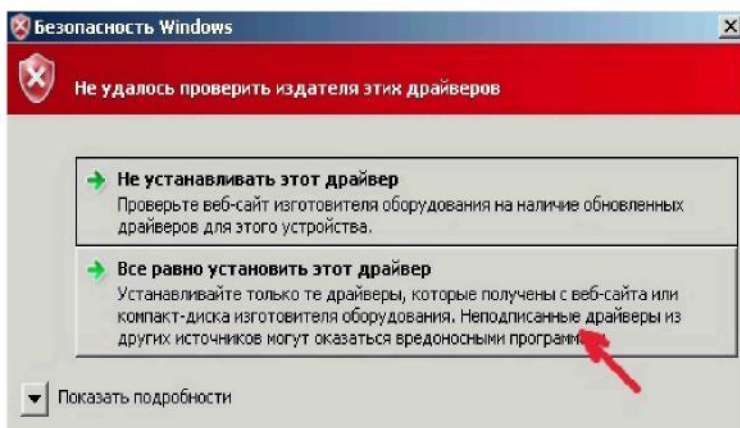 Безопасность Windows
Не удалось проверить издателя этих драйверов
Не устанавливать этот драйвер
Проверьте веб-сайт изготовителя оборудования на наличие обновленных
драйверов для этого устройства.
Все равно установить этот драйвер
Устанавливайте только те драйверы, которые получены с веб-сайта или
компакт-диска изготовителя оборудования. Неподписанные драйверы из
других источников могут оказаться вредоносными
Показать подробности